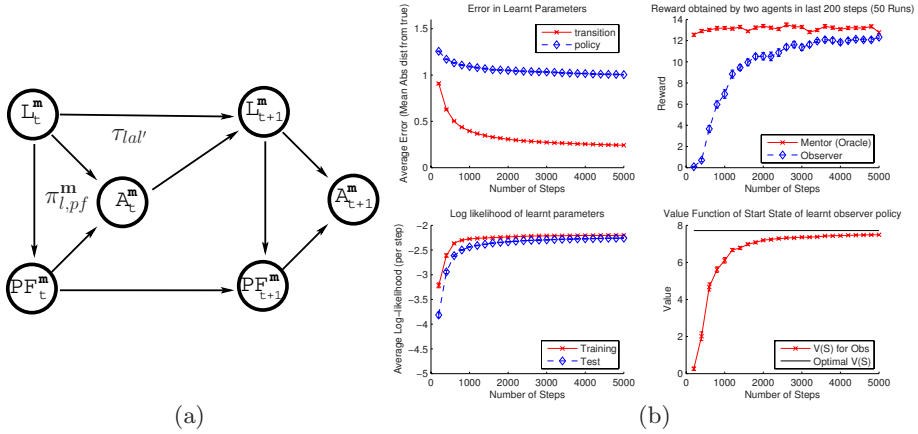 L^m_t
L^m_{t+1}
τ_{lal'}
π^m_{l,pf}
A^m_t
A^m_{t+1}
PF^m_t
PF^m_{t+1}
(a)
Error in Learnt Parameters
Average Error (Mean Abs dist from true)
1.5
1
0.5
0
transition
policy
0 1000 2000 3000 4000 5000
Number of Steps
Reward obtained by two agents in last 200 steps (50 Runs)
Reward
14
12
10
8
6
4
2
0
Mentor (Oracle)
Observer
0 1000 2000 3000 4000 5000
Number of Steps
Log likelihood of learnt parameters
Average Log−likelihood (per step)
−2
−2.5
−3
−3.5
−4
−4.5
−5
Training
Test
0 1000 2000 3000 4000 5000
Number of Steps
Value Function of Start State of learnt observer policy
Value
8
6
4
2
0
V(S) for Obs
Optimal V(S)
0 1000 2000 3000 4000 5000
Number of Steps
(b)